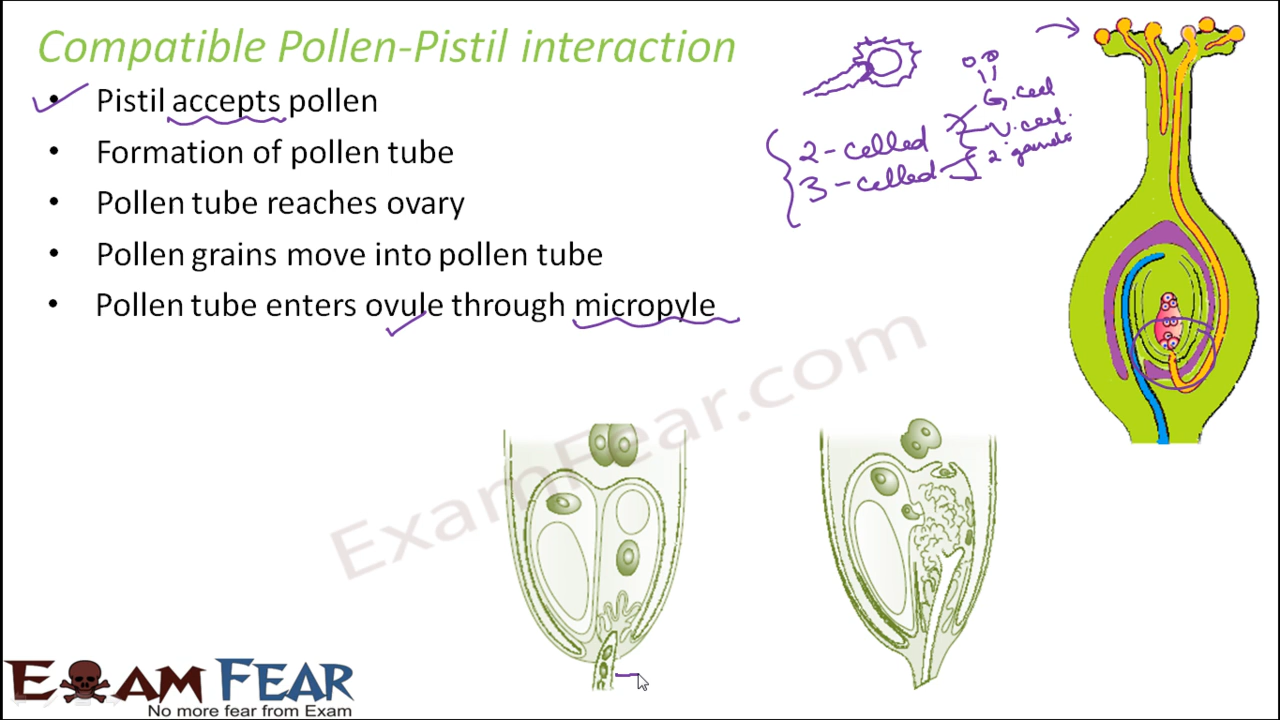 Compatible Pollen-Pistil interaction
• Pistil accepts pollen
• Formation of pollen tube
• Pollen tube reaches ovary
• Pollen grains move into pollen tube
• Pollen tube enters ovule through micropyle
G. cell
2-celled
V. cell.
3-celled
2
ExamFear.com
EXAM FEAR
No more fear from Exam